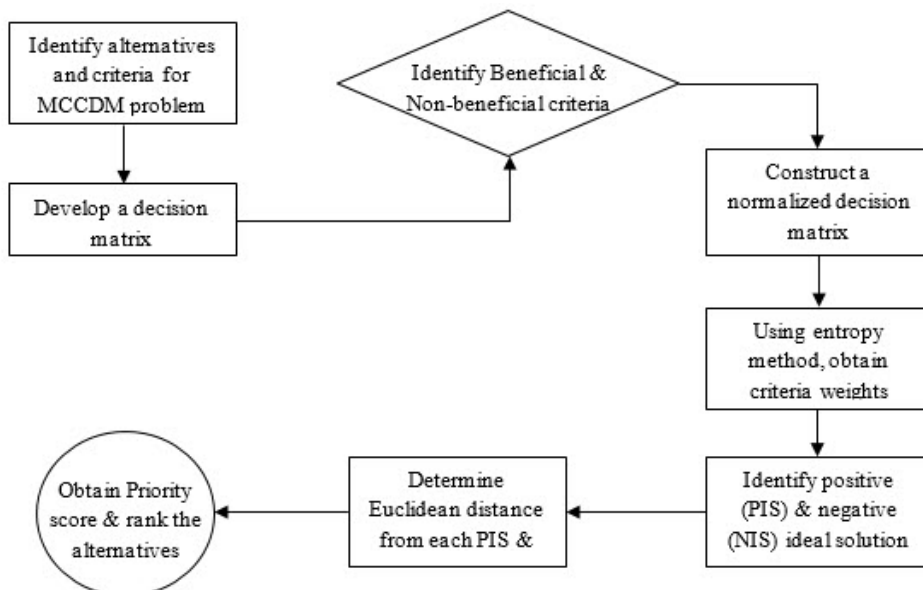 Identify alternatives
and criteria for
MCCDM problem
Develop a decision
matrix
Identify Beneficial &
Non-beneficial criteria
Construct a
normalized decision
matrix
Using entropy
method, obtain
criteria weights
Identify positive
(PIS) & negative
(NIS) ideal solution
Determine
Euclidean distance
from each PIS &
Obtain Priority
score & rank the
alternatives